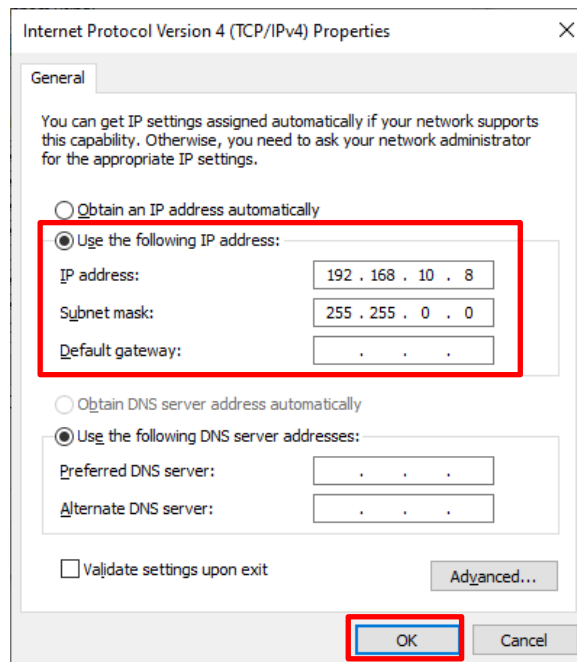 Internet Protocol Version 4 (TCP/IPv4) Properties
General
You can get IP settings assigned automatically if your network supports
this capability. Otherwise, you need to ask your network administrator
for the appropriate IP settings.
Obtain an IP address automatically
Use the following IP address:
IP address: 192 . 168 . 10 . 8
Subnet mask: 255 . 255 . 0 . 0
Default gateway: . . .
Obtain DNS server address automatically
Use the following DNS server addresses:
Preferred DNS server: . . .
Alternate DNS server: . . .
Validate settings upon exit
Advanced...
OK Cancel